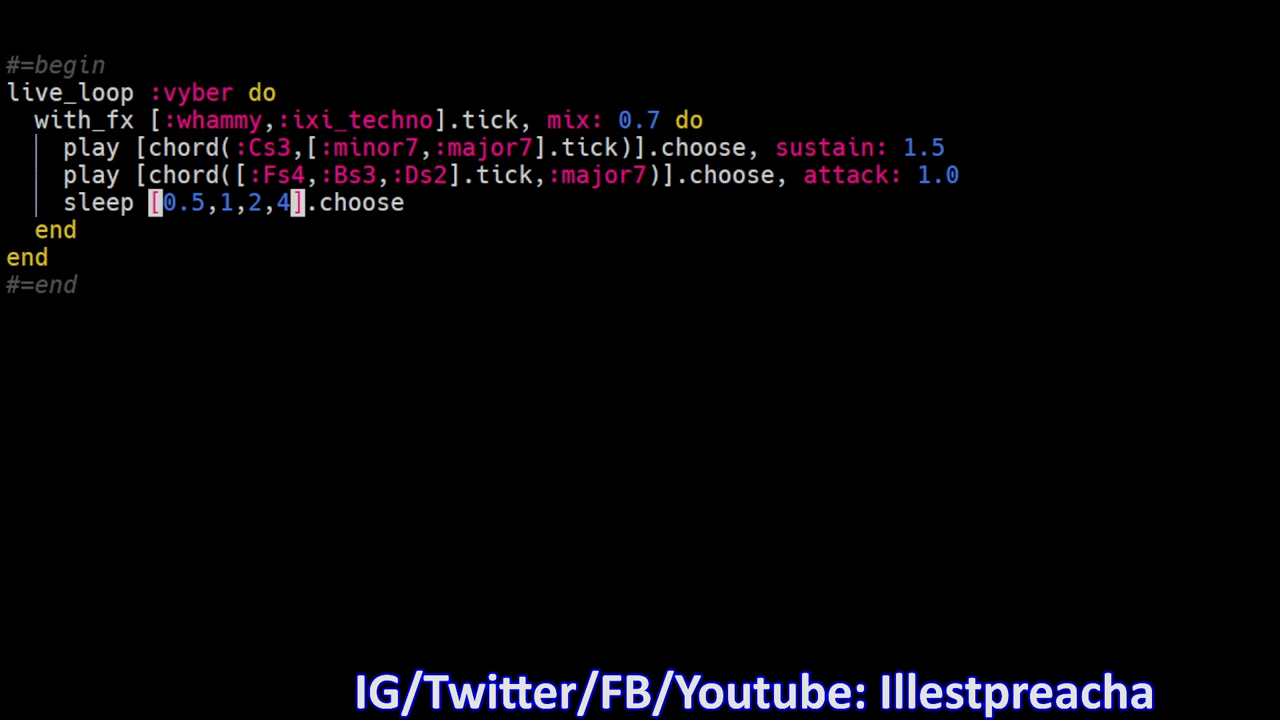 #=begin
live_loop :vyber do
with_fx [:whammy,:ixi_techno].tick, mix: 0.7 do
play [chord(:Cs3,[:minor7,:major7].tick)].choose, sustain: 1.5
play [chord([:Fs4,:Bs3,:Ds2].tick,:major7)].choose, attack: 1.0
sleep [0.5,1,2,4].choose
end
end
#=end
IG/Twitter/FB/Youtube: Illestpreacha